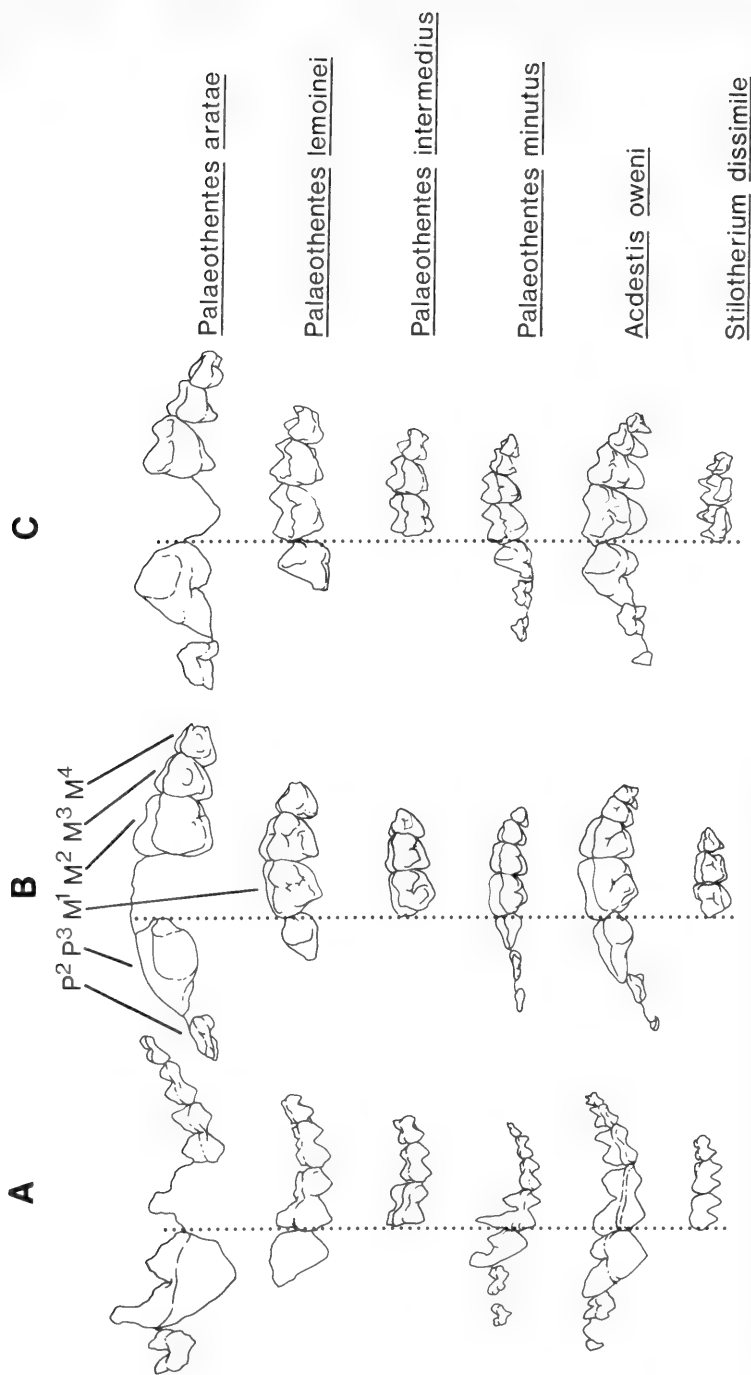 A
B
C
P² P³ M¹ M² M³ M⁴
Palaeothentes aratae
Palaeothentes lemoinei
Palaeothentes intermedius
Palaeothentes minutus
Acdestis oweni
Stilotherium dissimile